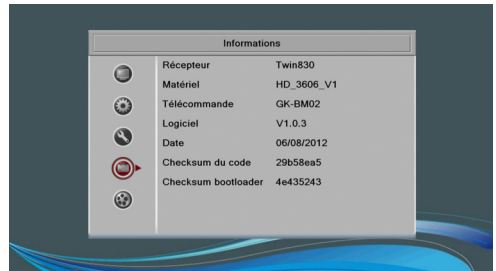 Informations
Récepteur Twin830
Matériel HD_3606_V1
Télécommande GK-BM02
Logiciel V1.0.3
Date 06/08/2012
Checksum du code 29b58ea5
Checksum bootloader 4e435243